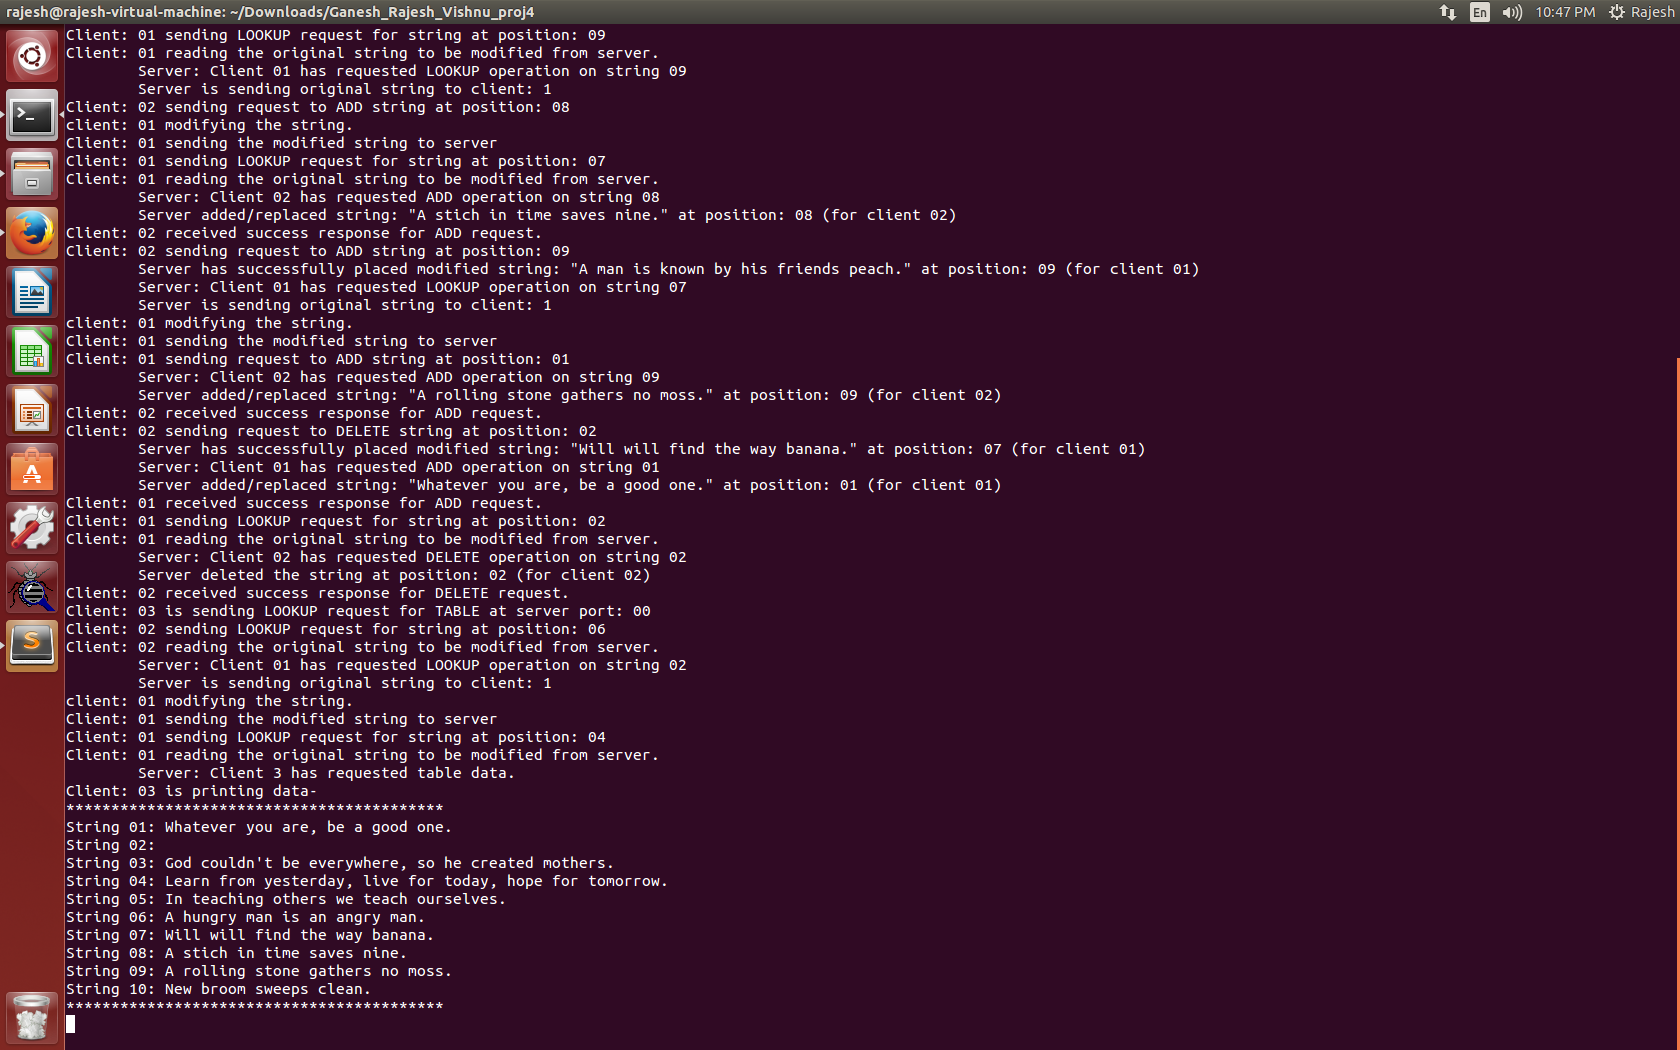 rajesh@rajesh-virtual-machine: ~/Downloads/Ganesh_Rajesh_Vishnu_proj4
En 10:47 PM Rajesh
Client: 01 sending LOOKUP request for string at position: 09
Client: 01 reading the original string to be modified from server.
Server: Client 01 has requested LOOKUP operation on string 09
Server is sending original string to client: 1
Client: 02 sending request to ADD string at position: 08
client: 01 modifying the string.
Client: 01 sending the modified string to server
Client: 01 sending LOOKUP request for string at position: 07
Client: 01 reading the original string to be modified from server.
Server: Client 02 has requested ADD operation on string 08
Server added/replaced string: "A stich in time saves nine." at position: 08 (for client 02)
Client: 02 received success response for ADD request.
Client: 02 sending request to ADD string at position: 09
Server has successfully placed modified string: "A man is known by his friends peach." at position: 09 (for client 01)
Server: Client 01 has requested LOOKUP operation on string 07
Server is sending original string to client: 1
client: 01 modifying the string.
Client: 01 sending the modified string to server
Client: 01 sending request to ADD string at position: 01
Server: Client 02 has requested ADD operation on string 09
Server added/replaced string: "A rolling stone gathers no moss." at position: 09 (for client 02)
Client: 02 received success response for ADD request.
Client: 02 sending request to DELETE string at position: 02
Server has successfully placed modified string: "Will will find the way banana." at position: 07 (for client 01)
Server: Client 01 has requested ADD operation on string 01
Server added/replaced string: "Whatever you are, be a good one." at position: 01 (for client 01)
Client: 01 received success response for ADD request.
Client: 01 sending LOOKUP request for string at position: 02
Client: 01 reading the original string to be modified from server.
Server: Client 02 has requested DELETE operation on string 02
Server deleted the string at position: 02 (for client 02)
Client: 02 received success response for DELETE request.
Client: 03 is sending LOOKUP request for TABLE at server port: 00
Client: 02 sending LOOKUP request for string at position: 06
Client: 02 reading the original string to be modified from server.
Server: Client 01 has requested LOOKUP operation on string 02
Server is sending original string to client: 1
client: 01 modifying the string.
Client: 01 sending the modified string to server
Client: 01 sending LOOKUP request for string at position: 04
Client: 01 reading the original string to be modified from server.
Server: Client 3 has requested table data.
Client: 03 is printing data-
******************************************
String 01: Whatever you are, be a good one.
String 02:
String 03: God couldn't be everywhere, so he created mothers.
String 04: Learn from yesterday, live for today, hope for tomorrow.
String 05: In teaching others we teach ourselves.
String 06: A hungry man is an angry man.
String 07: Will will find the way banana.
String 08: A stich in time saves nine.
String 09: A rolling stone gathers no moss.
String 10: New broom sweeps clean.
******************************************